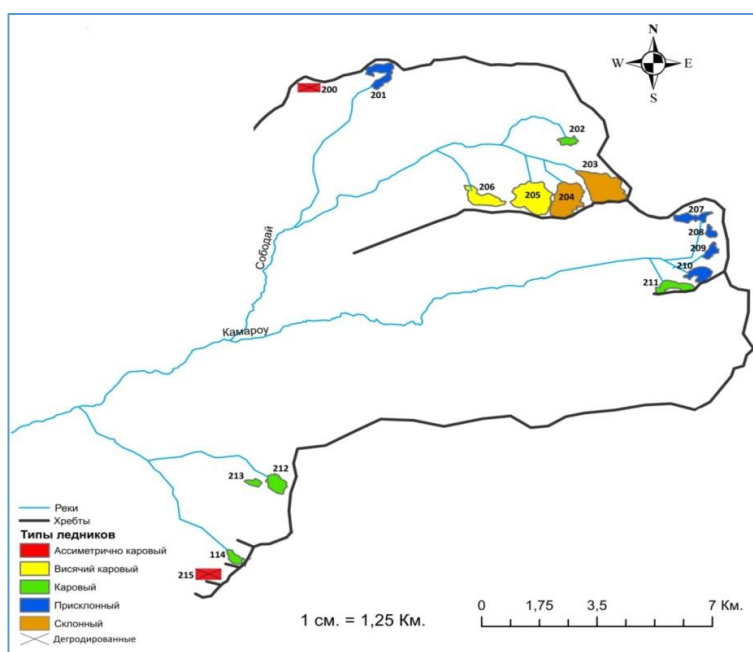 N
W E
S
200
201
202
203
204
205
206
207
208
209
210
211
Сободай
Камароу
213 212
114
215
Реки
Хребты
Типы ледников
Ассиметрично каровый
Висячий каровый
Каровый
Присклонный
Склонный
Дегродированные
1 см. = 1,25 Км.
0 1,75 3,5 7 Км.